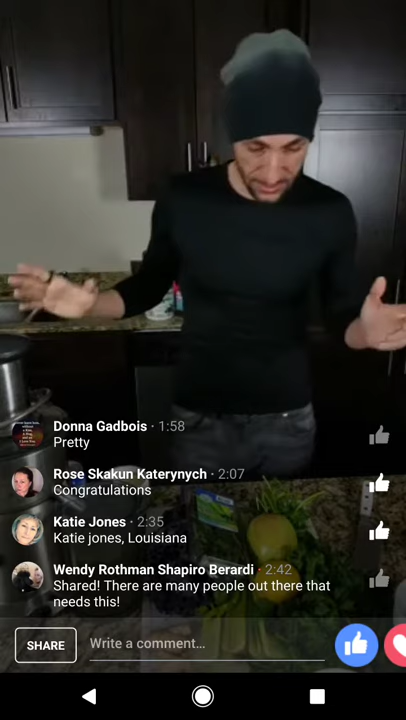 Donna Gadbois · 1:58
Pretty
Rose Skakun Katerynych · 2:07
Congratulations
Katie Jones · 2:35
Katie jones, Louisiana
Wendy Rothman Shapiro Berardi · 2:42
Shared! There are many people out there that
needs this!
SHARE
Write a comment...